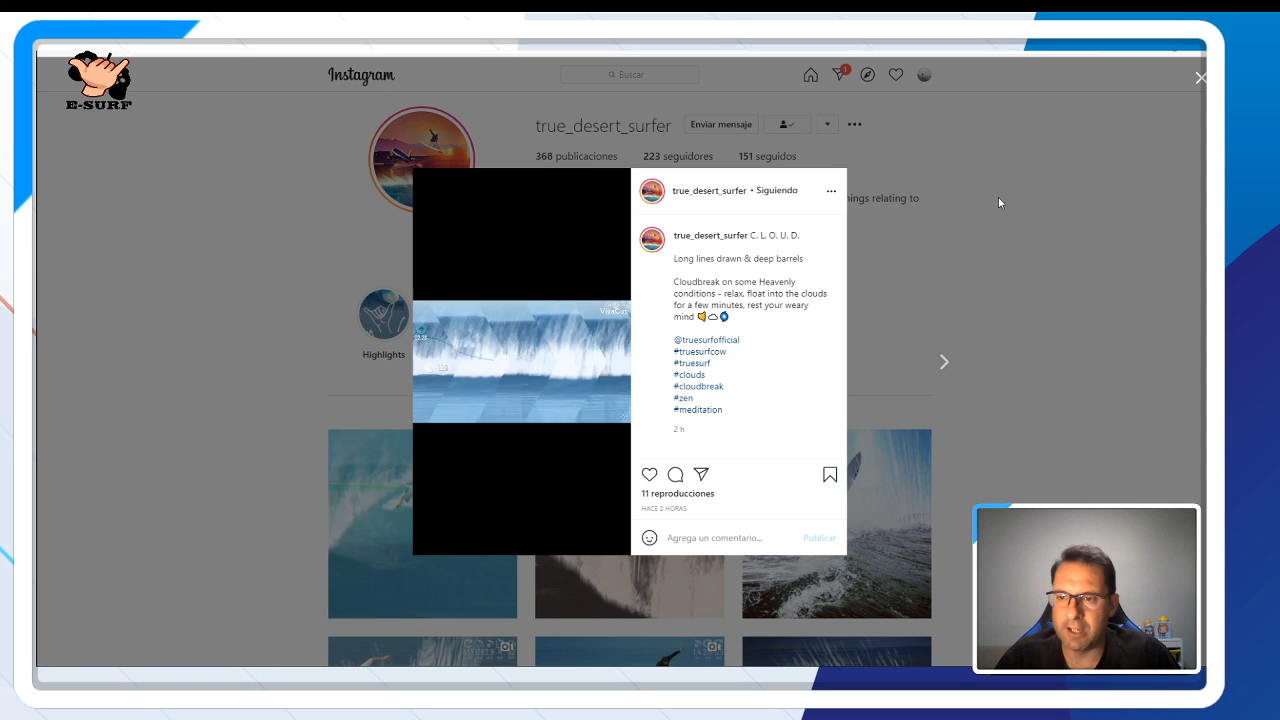 E-SURF
Instagram
Buscar
1
true_desert_surfer
Enviar mensaje
368 publicaciones
223 seguidores
151 seguidos
true_desert_surfer • Siguiendo
relating to
true_desert_surfer C. L. O. U. D.
Long lines drawn & deep barrels
Cloudbreak on some Heavenly
conditions - relax, float into the clouds
for a few minutes, rest your weary
mind
VivaCut
@truesurfofficial
#truesurfcow
#truesurf
#clouds
#cloudbreak
#zen
#meditation
2 h
Highlights
11 reproducciones
HACE 2 HORAS
Agrega un comentario...
Publicar